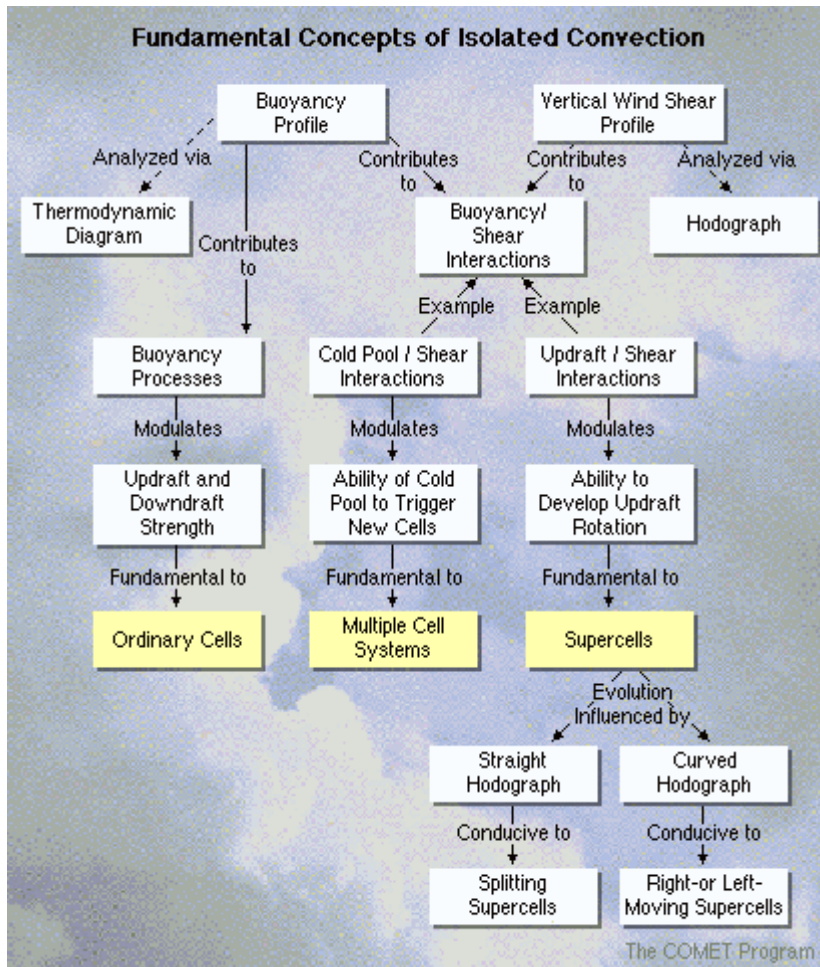 Fundamental Concepts of Isolated Convection
Buoyancy
Profile
Vertical Wind Shear
Profile
Analyzed via
Contributes
to
Contributes
to
Analyzed via
Thermodynamic
Diagram
Contributes
to
Buoyancy/
Shear
Interactions
Hodograph
Example
Example
Buoyancy
Processes
Cold Pool / Shear
Interactions
Updraft / Shear
Interactions
Modulates
Modulates
Modulates
Updraft and
Downdraft
Strength
Ability of Cold
Pool to Trigger
New Cells
Ability to
Develop Updraft
Rotation
Fundamental to
Fundamental to
Fundamental to
Ordinary Cells
Multiple Cell
Systems
Supercells
Evolution
Influenced by
Straight
Hodograph
Curved
Hodograph
Conducive to
Conducive to
Splitting
Supercells
Right-or Left-
Moving Supercells
The COMET Program